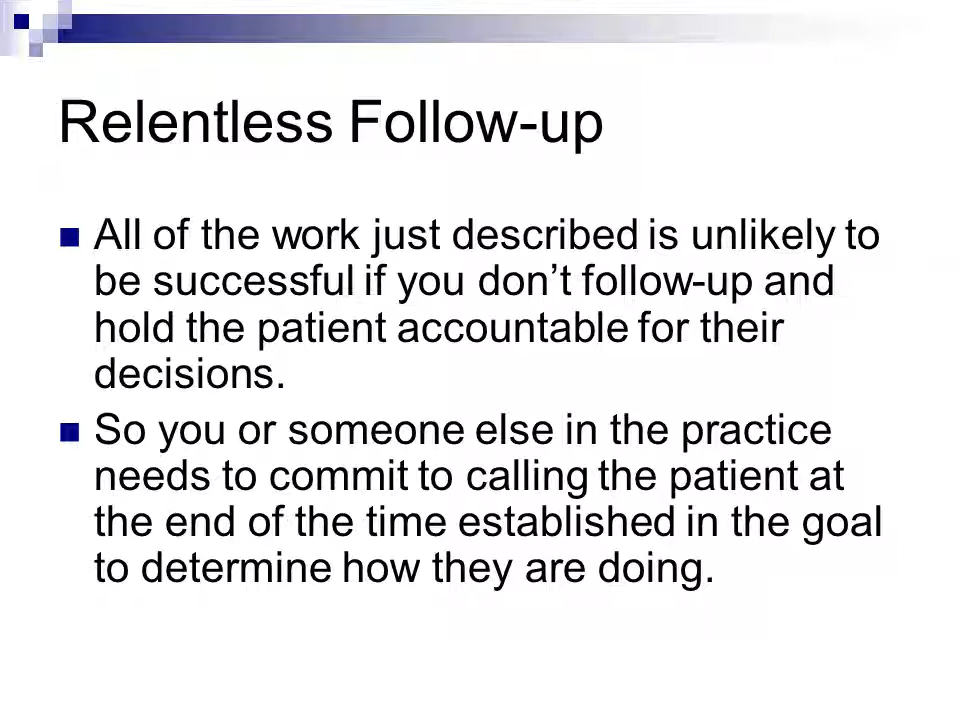 Relentless Follow-up
All of the work just described is unlikely to
be successful if you don’t follow-up and
hold the patient accountable for their
decisions.
So you or someone else in the practice
needs to commit to calling the patient at
the end of the time established in the goal
to determine how they are doing.